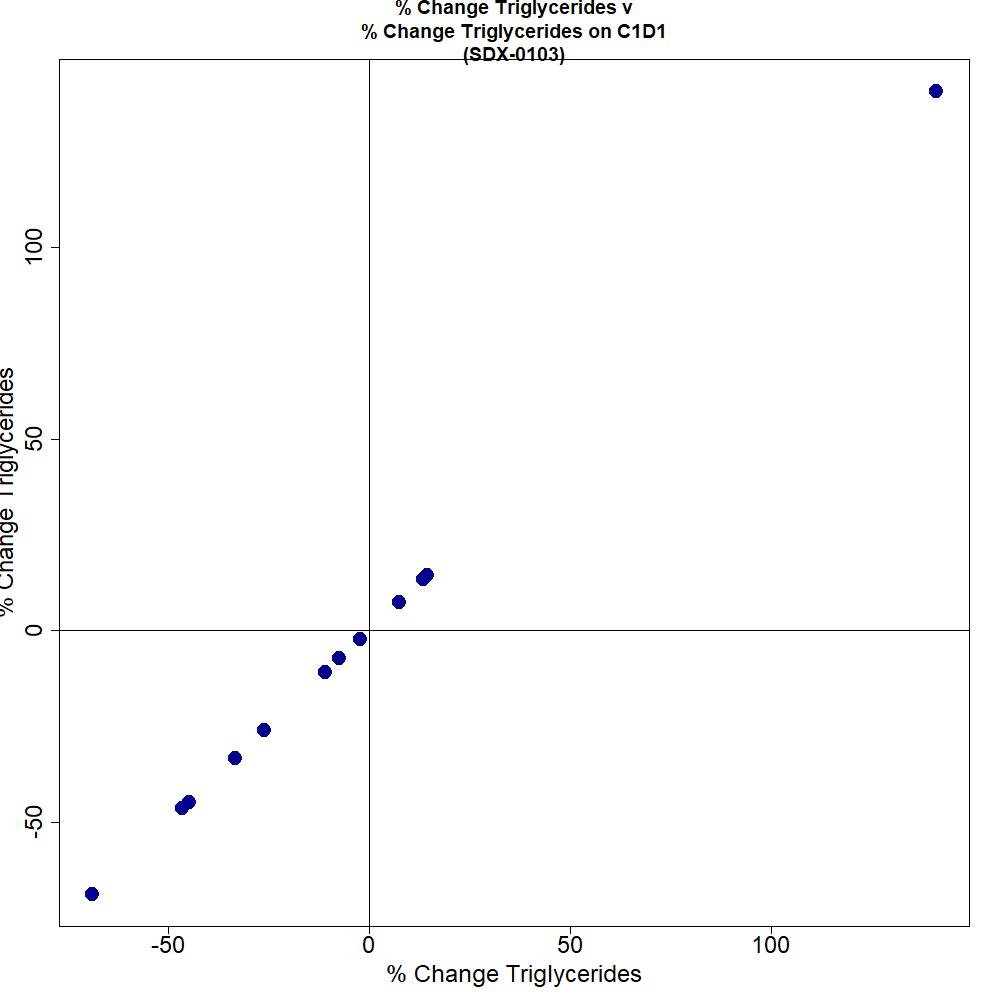 % Change Triglycerides v
% Change Triglycerides on C1D1
(SDX-0103)
100
50
0
-50
% Change Triglycerides
-50
0
50
100
% Change Triglycerides